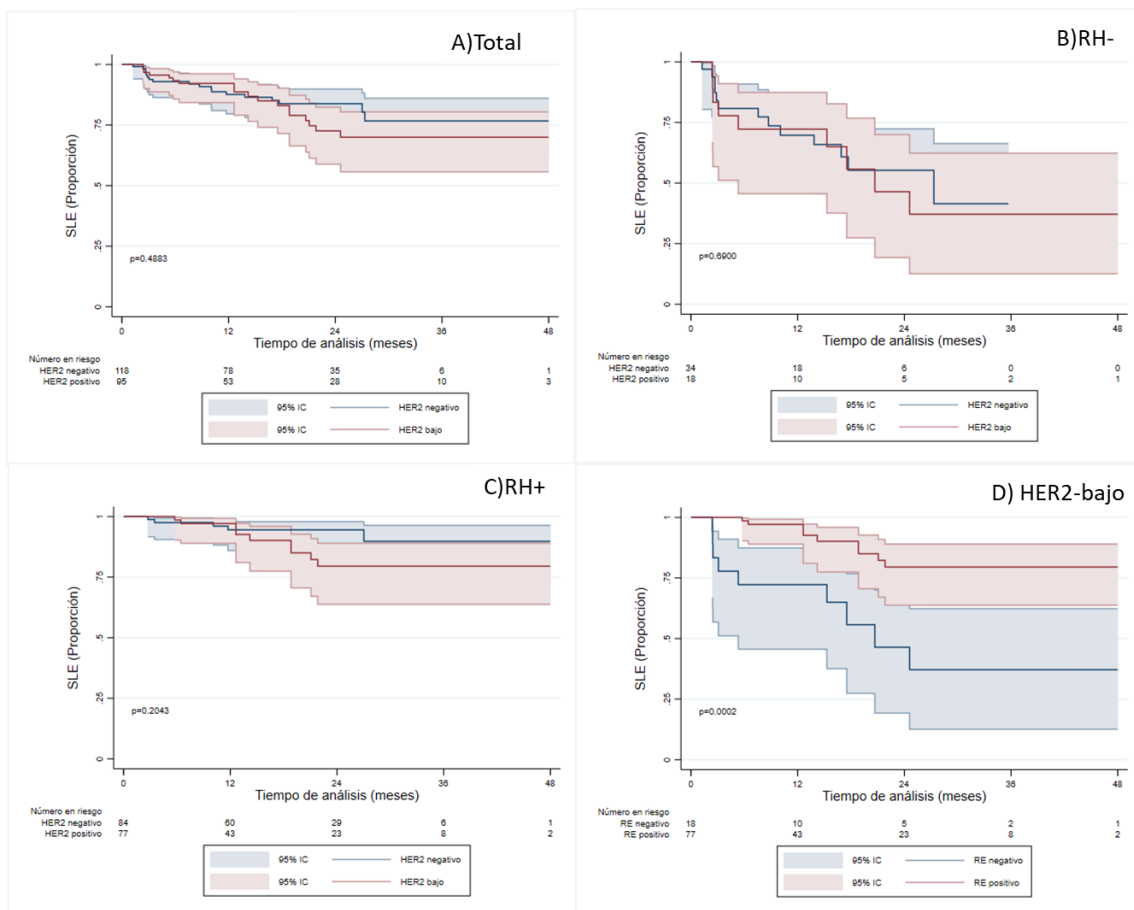 A)Total
SLE (Proporción)
1
.75
.5
.25
0
p=0.4883
0 12 24 36 48
Tiempo de análisis (meses)
Número en riesgo
HER2 negativo 118 78 35 6 1
HER2 positivo 95 53 28 10 3
95% IC HER2 negativo
95% IC HER2 bajo
B)RH-
SLE (Proporción)
1
.75
.5
.25
0
p=0.6900
0 12 24 36 48
Tiempo de análisis (meses)
Número en riesgo
HER2 negativo 34 18 6 0 0
HER2 positivo 18 10 5 2 1
95% IC HER2 negativo
95% IC HER2 bajo
C)RH+
SLE (Proporción)
1
.75
.5
.25
0
p=0.2043
0 12 24 36 48
Tiempo de análisis (meses)
Número en riesgo
HER2 negativo 84 60 29 6 1
HER2 positivo 77 43 23 8 2
95% IC HER2 negativo
95% IC HER2 bajo
D) HER2-bajo
SLE (Proporción)
1
.75
.5
.25
0
p=0.0002
0 12 24 36 48
Tiempo de análisis (meses)
Número en riesgo
RE negativo 18 10 5 2 1
RE positivo 77 43 23 8 2
95% IC RE negativo
95% IC RE positivo